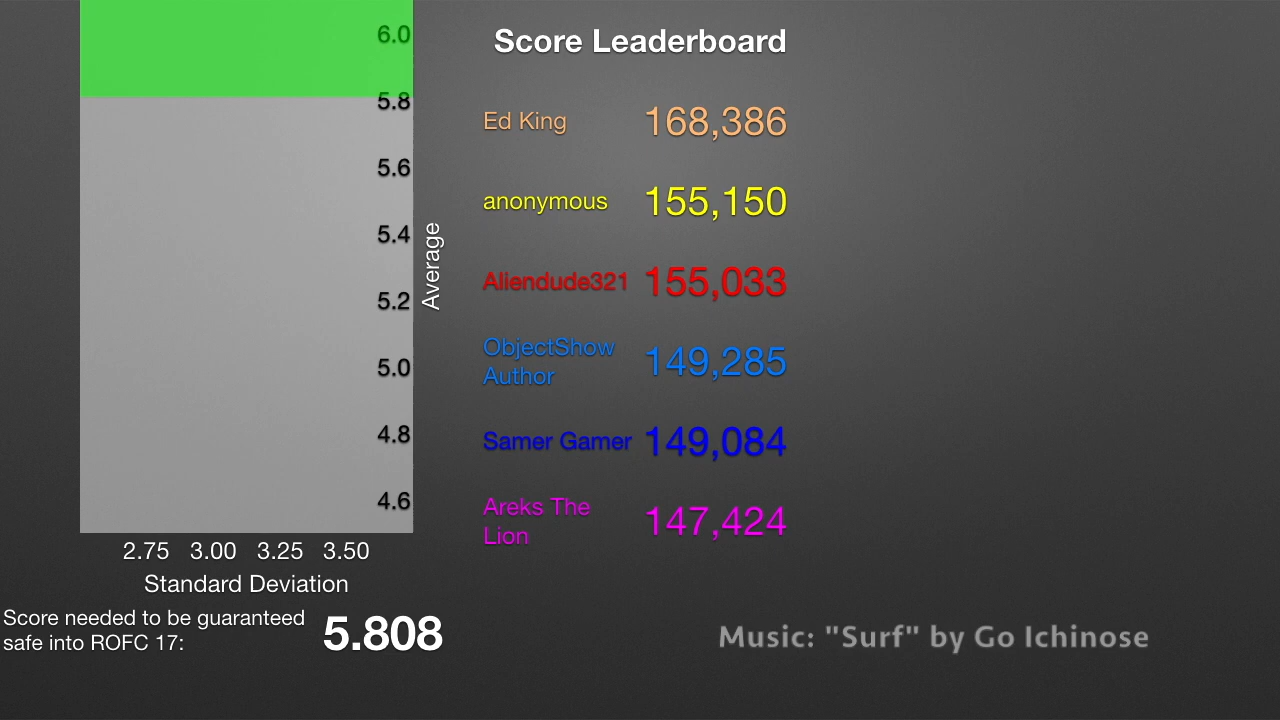 6.0
5.8
5.6
5.4
5.2
5.0
4.8
4.6
Average
2.75 3.00 3.25 3.50
Standard Deviation
Score needed to be guaranteed
safe into ROFC 17:
5.808
Score Leaderboard
Ed King 168,386
anonymous 155,150
Aliendude321 155,033
ObjectShow
Author 149,285
Samer Gamer 149,084
Areks The
Lion 147,424
Music: "Surf" by Go Ichinose